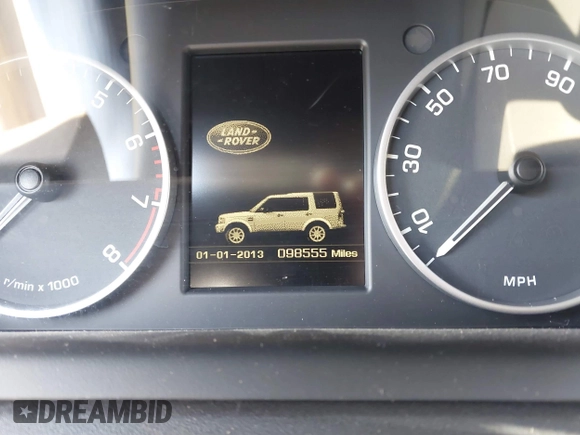 5
6
7
8
r/min x 1000
LAND-
-ROVER
01-01-2013 098555 Miles
10
30
50
70
90
MPH
DREAMBID